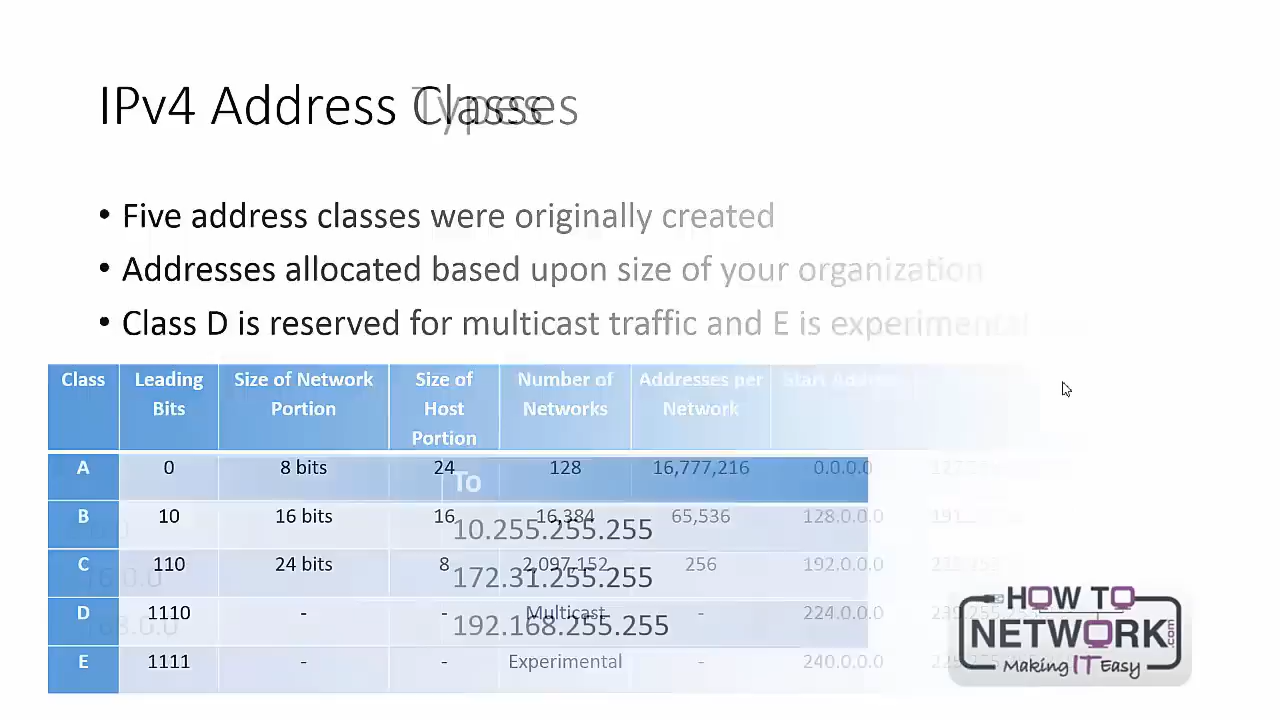 IPv4 Address Classes
Types
• Five address classes were originally created
• Addresses allocated based upon size of your organization
• Class D is reserved for multicast traffic and E is experimental
Class Leading Bits Size of Network Portion Size of Host Portion Number of Networks Addresses per Network Start Address
A 0 8 bits 24 128 16,777,216 0.0.0.0
B 10 16 bits 16 16,384 65,536 128.0.0.0
C 110 24 bits 8 2,097,152 256 192.0.0.0
D 1110 - - Multicast - 224.0.0.0
E 1111 - - Experimental - 240.0.0.0
To
10.255.255.255
172.31.255.255
192.168.255.255
HOW TO
NETWORK.com
Making IT Easy